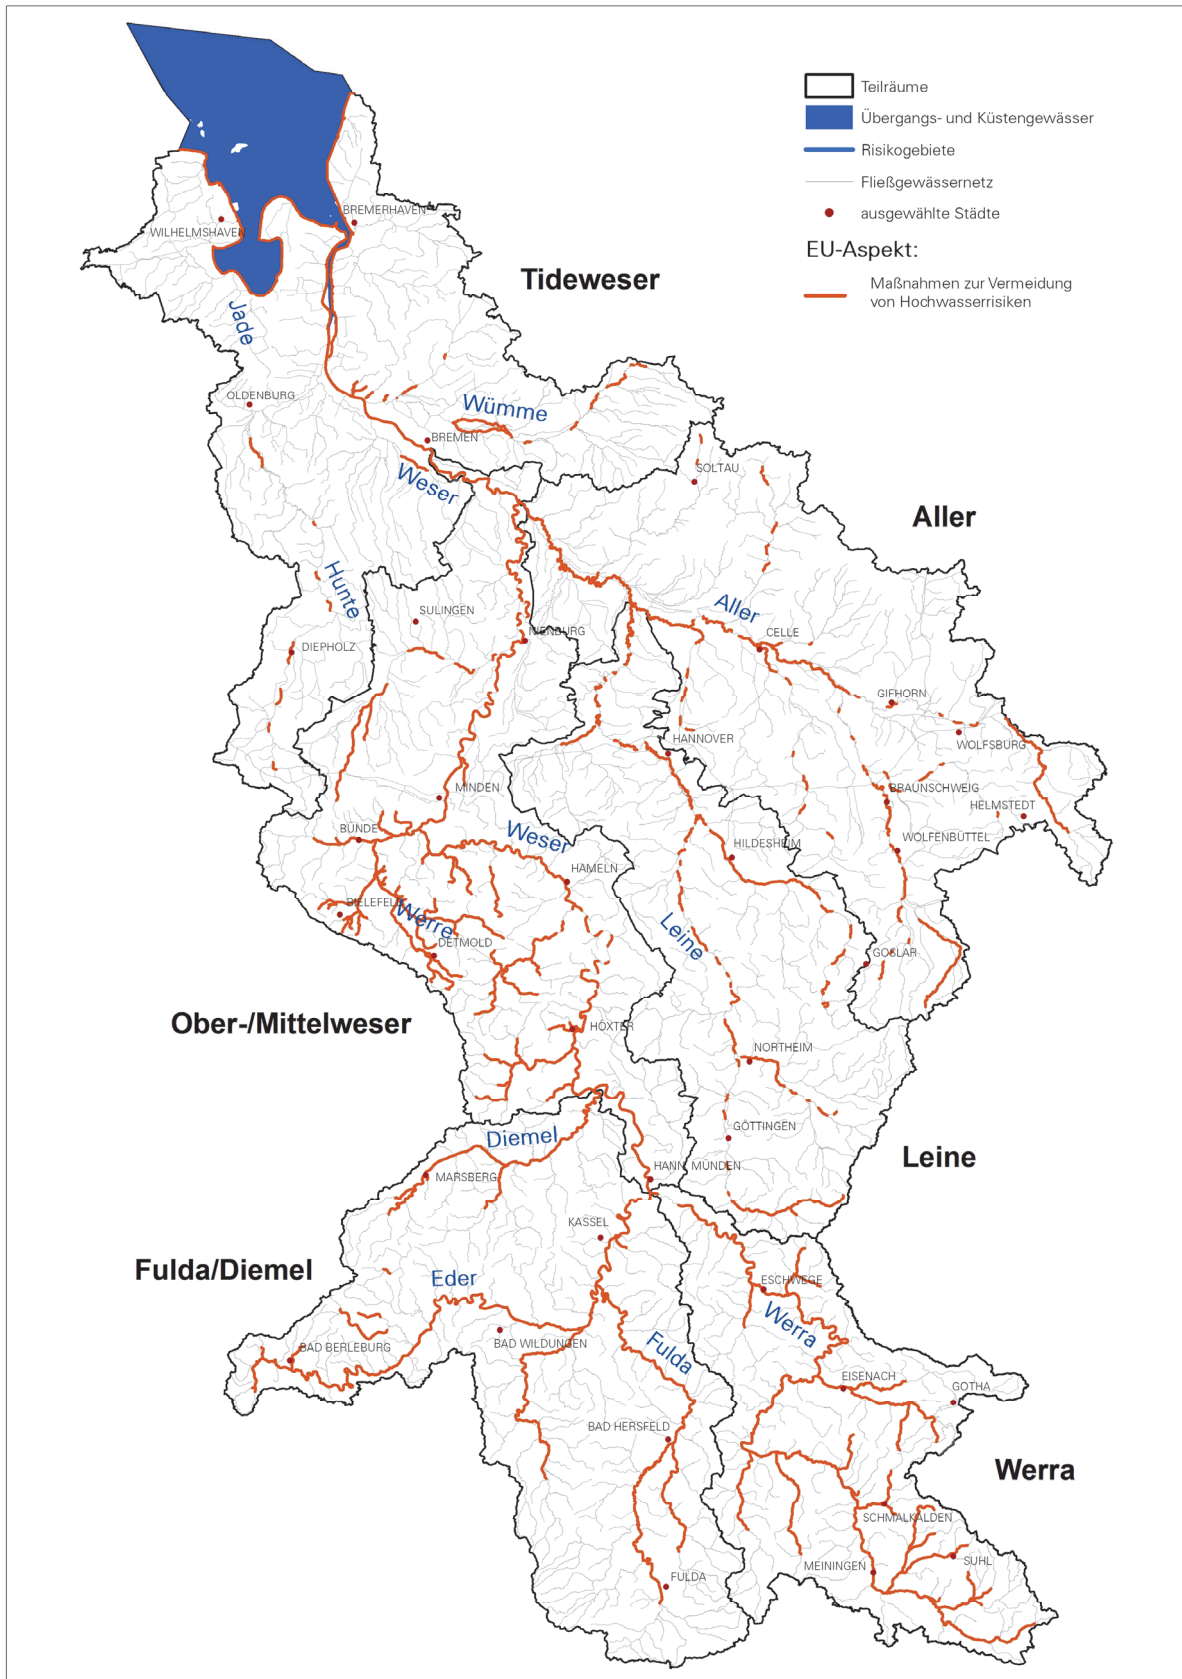 Teilräume
Übergangs- und Küstengewässer
Risikogebiete
Fließgewässernetz
ausgewählte Städte
EU-Aspekt:
Maßnahmen zur Vermeidung
von Hochwasserrisiken
BREMERHAVEN
WILHELMSHAVEN
Tideweser
Jade
OLDENBURG
Wümme
BREMEN
Weser
SOLTAU
Aller
Hunte
SULINGEN
Aller
NIENBURG
CELLE
DIEPHOLZ
GIFHORN
HANNOVER
WOLFSBURG
MINDEN
BRAUNSCHWEIG
HELMSTEDT
BÜNDE
Weser
HILDESHEIM
WOLFENBÜTTEL
HAMELN
BIELEFELD
Werre
Leine
DETMOLD
GOSLAR
Ober-/Mittelweser
HÖXTER
NORTHEIM
GÖTTINGEN
Diemel
Leine
HANN. MÜNDEN
MARSBERG
KASSEL
Fulda/Diemel
Eder
ESCHWEGE
Werra
BAD BERLEBURG
BAD WILDUNGEN
Fulda
EISENACH
GOTHA
BAD HERSFELD
Werra
SCHMALKALDEN
SUHL
MEININGEN
FULDA